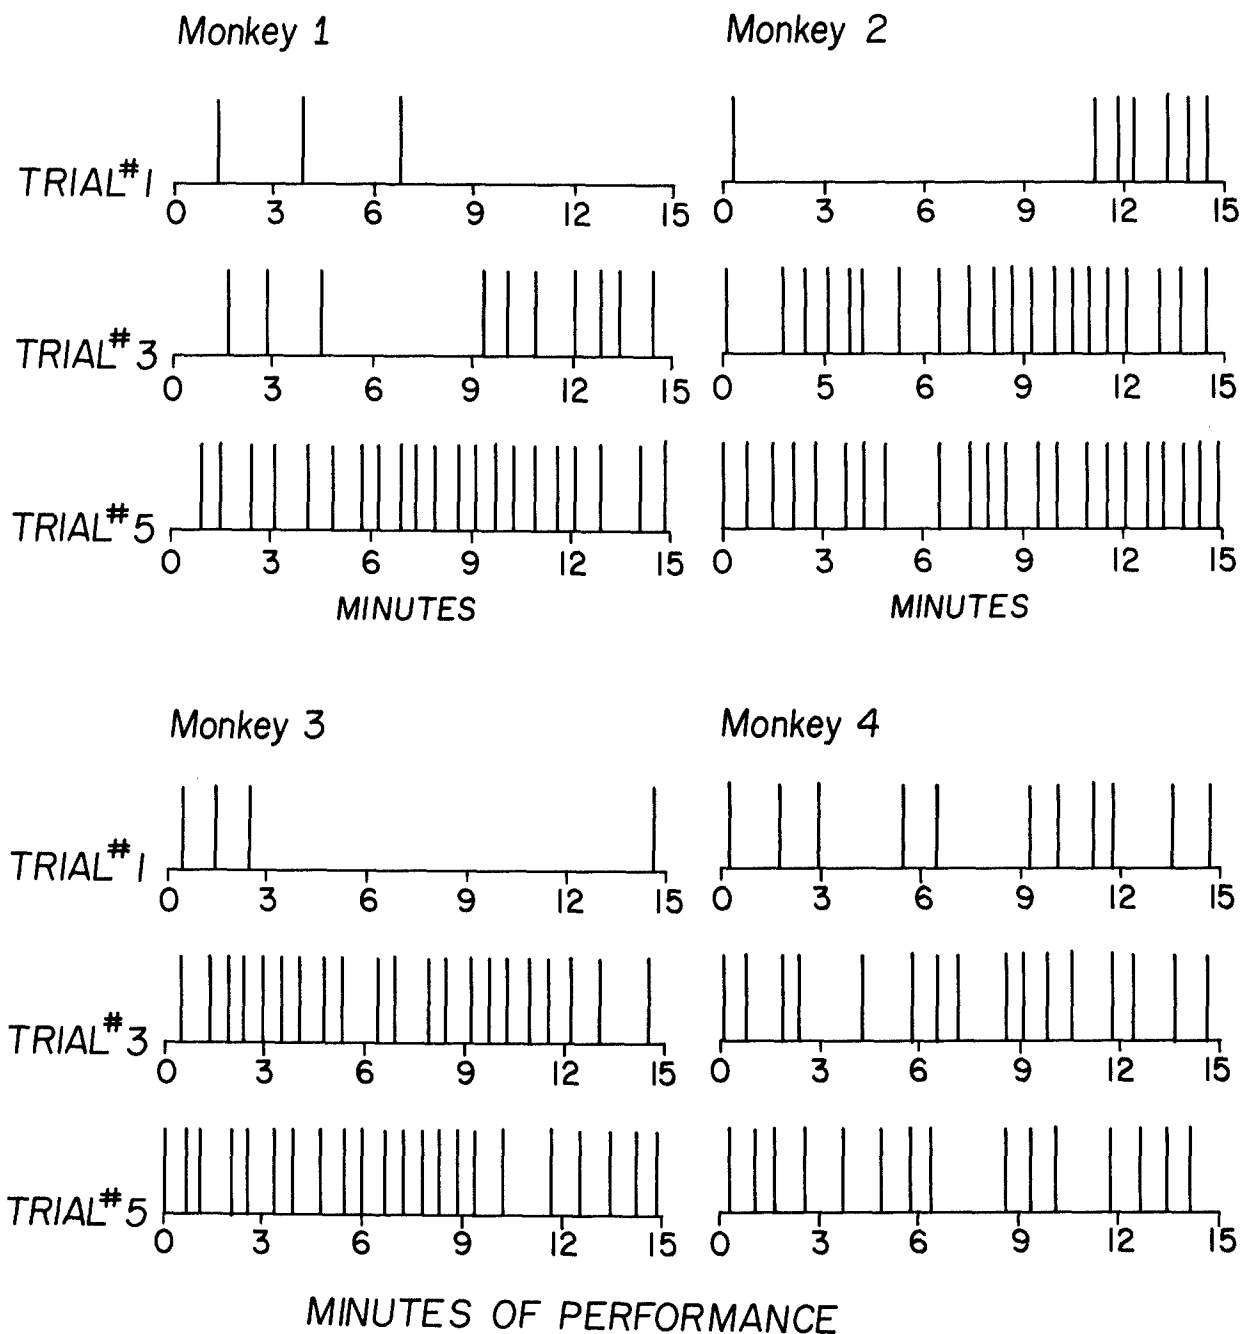 Monkey 1
TRIAL #1
0 3 6 9 12 15
TRIAL #3
0 3 6 9 12 15
TRIAL #5
0 3 6 9 12 15
MINUTES
Monkey 2
0 3 6 9 12 15
0 5 6 9 12 15
0 3 6 9 12 15
MINUTES
Monkey 3
TRIAL #1
0 3 6 9 12 15
TRIAL #3
0 3 6 9 12 15
TRIAL #5
0 3 6 9 12 15
Monkey 4
0 3 6 9 12 15
0 3 6 9 12 15
0 3 6 9 12 15
MINUTES OF PERFORMANCE